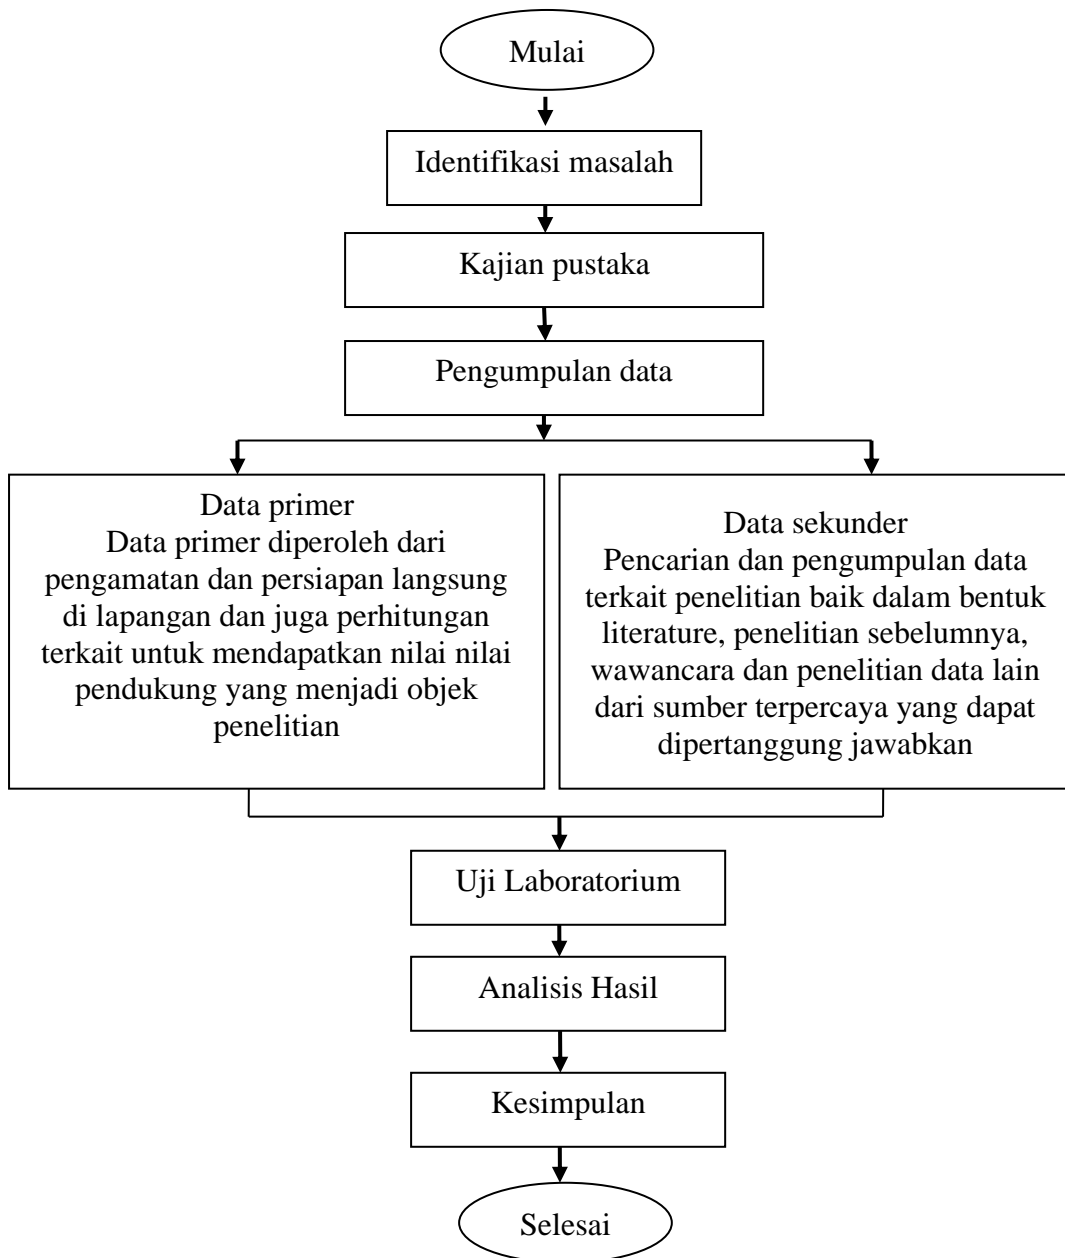 Mulai
Identifikasi masalah
Kajian pustaka
Pengumpulan data
Data primer
Data primer diperoleh dari
pengamatan dan persiapan langsung
di lapangan dan juga perhitungan
terkait untuk mendapatkan nilai nilai
pendukung yang menjadi objek
penelitian
Data sekunder
Pencarian dan pengumpulan data
terkait penelitian baik dalam bentuk
literature, penelitian sebelumnya,
wawancara dan penelitian data lain
dari sumber terpercaya yang dapat
dipertanggung jawabkan
Uji Laboratorium
Analisis Hasil
Kesimpulan
Selesai